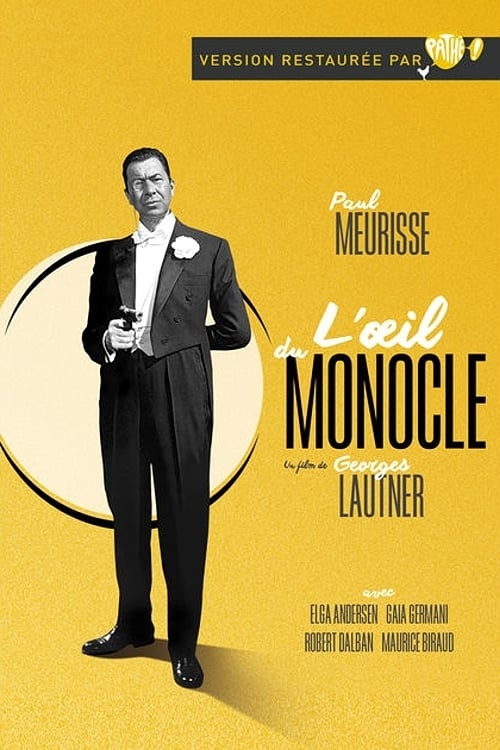 VERSION RESTAURÉE PAR PATHÉ!
Paul
MEURISSE
L'œil
du
MONOCLE
Un film de Georges
LAUTNER
avec
ELGA ANDERSEN GAIA GERMANI
ROBERT DALBAN MAURICE BIRAUD